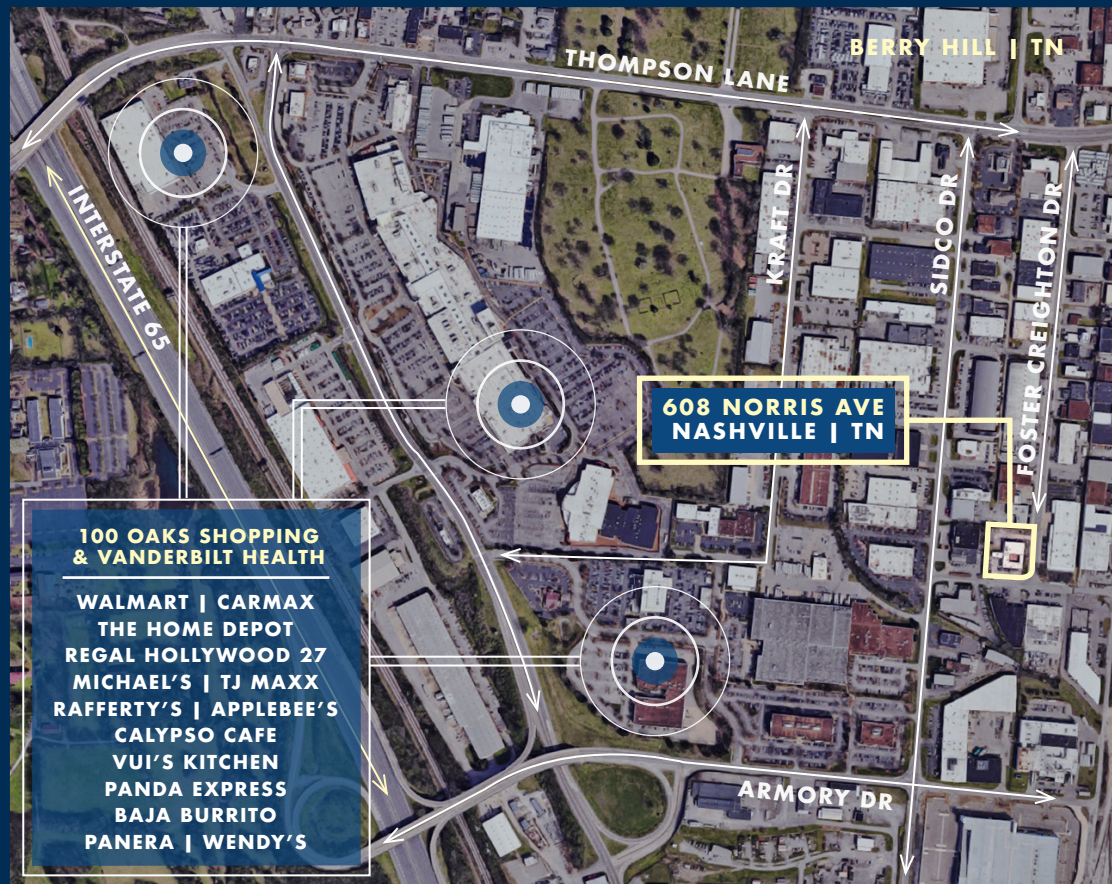 BERRY HILL | TN
THOMPSON LANE
INTERSTATE 65
KRAFT DR
SIDCO DR
FOSTER CREIGHTON DR
608 NORRIS AVE
NASHVILLE | TN
100 OAKS SHOPPING
& VANDERBILT HEALTH
WALMART | CARMAX
THE HOME DEPOT
REGAL HOLLYWOOD 27
MICHAEL'S | TJ MAXX
RAFFERTY'S | APPLEBEE'S
CALYPSO CAFE
VUI'S KITCHEN
PANDA EXPRESS
BAJA BURRITO
PANERA | WENDY'S
ARMORY DR